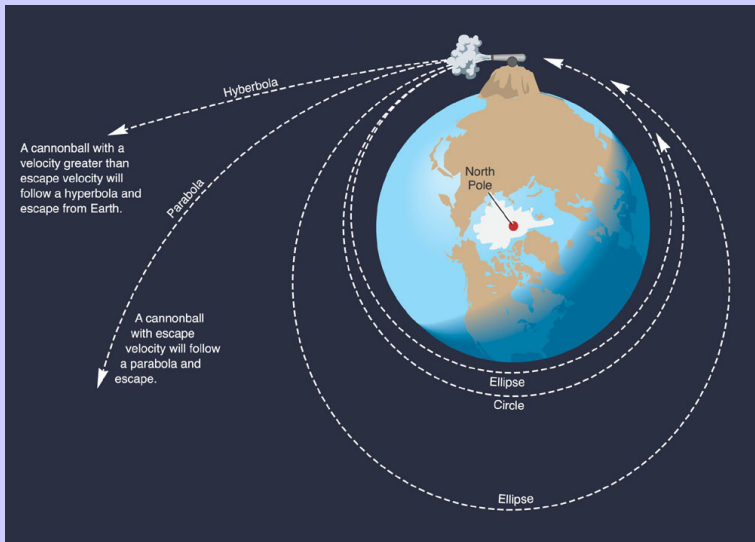 Hyberbola
A cannonball with a
velocity greater than
escape velocity will
follow a hyperbola and
escape from Earth.
Parabola
North
Pole
A cannonball
with escape
velocity will follow
a parabola and
escape.
Ellipse
Circle
Ellipse